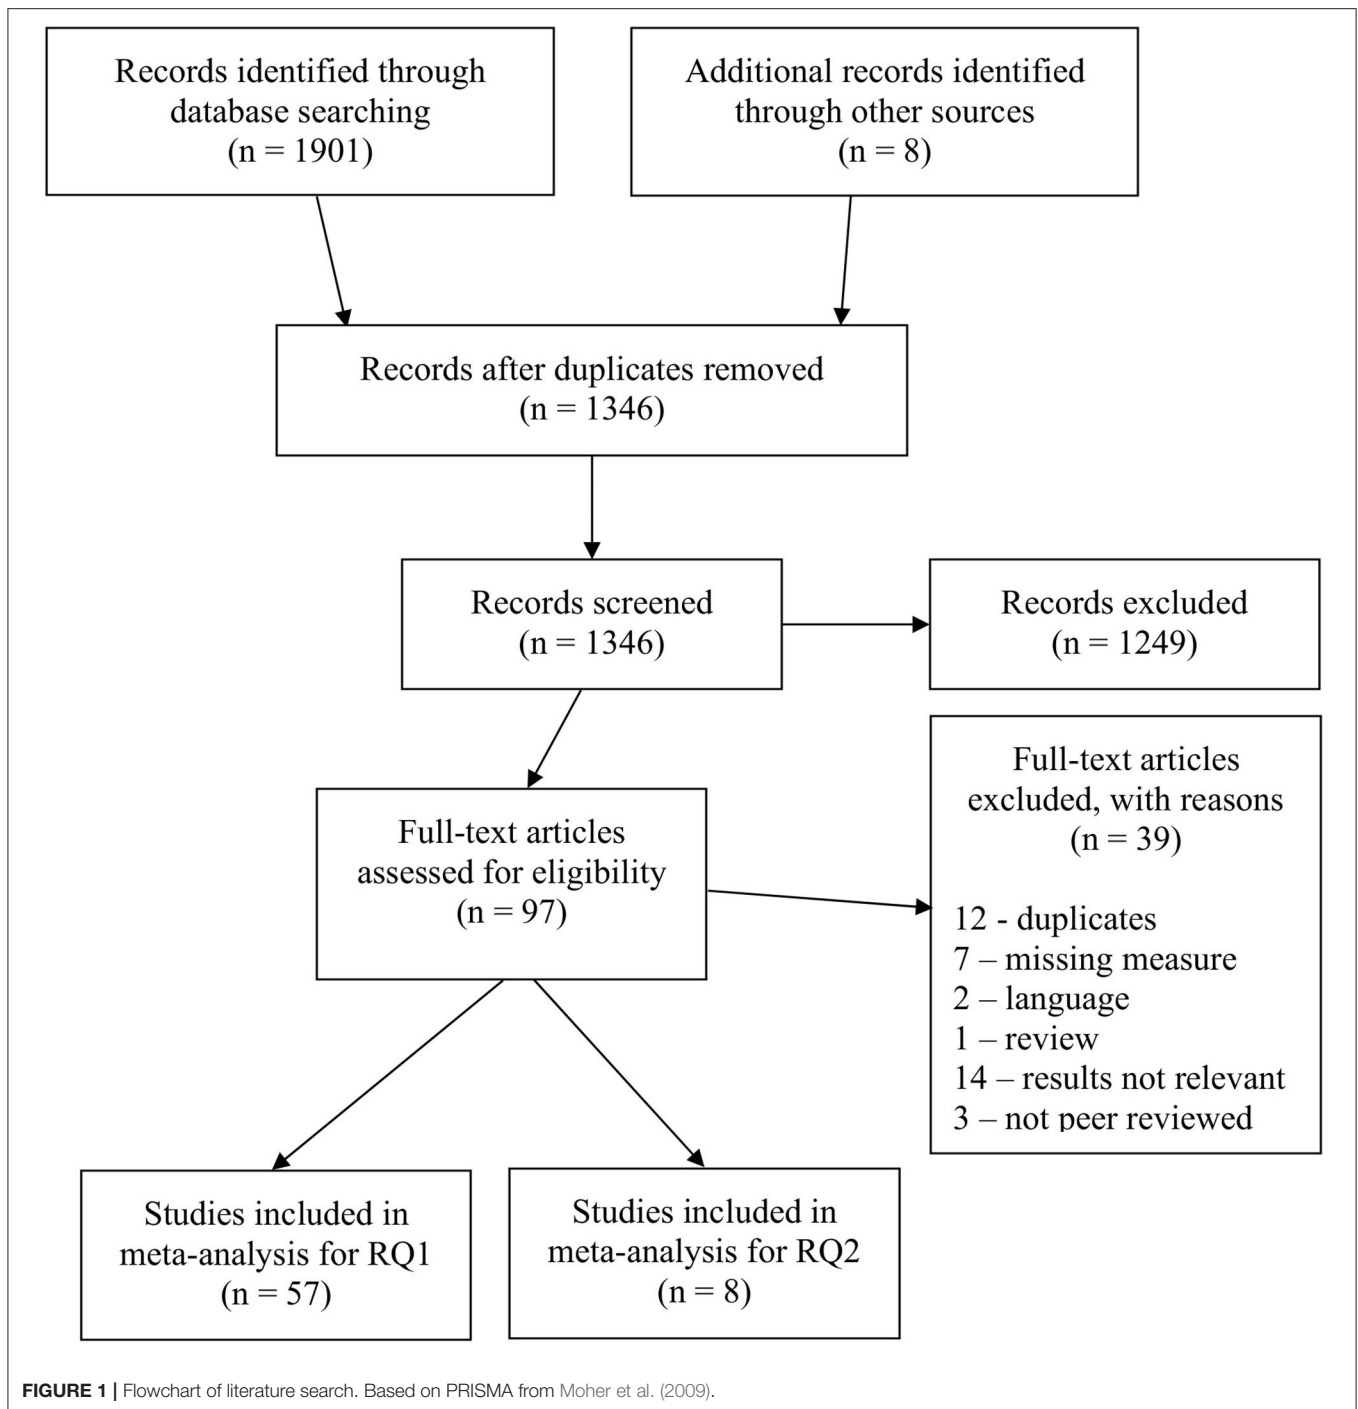 Records identified through
database searching
(n = 1901)
Additional records identified
through other sources
(n = 8)
Records after duplicates removed
(n = 1346)
Records screened
(n = 1346)
Records excluded
(n = 1249)
Full-text articles
assessed for eligibility
(n = 97)
Full-text articles
excluded, with reasons
(n = 39)
12 - duplicates
7 – missing measure
2 – language
1 – review
14 – results not relevant
3 – not peer reviewed
Studies included in
meta-analysis for RQ1
(n = 57)
Studies included in
meta-analysis for RQ2
(n = 8)
FIGURE 1 | Flowchart of literature search. Based on PRISMA from Moher et al. (2009).